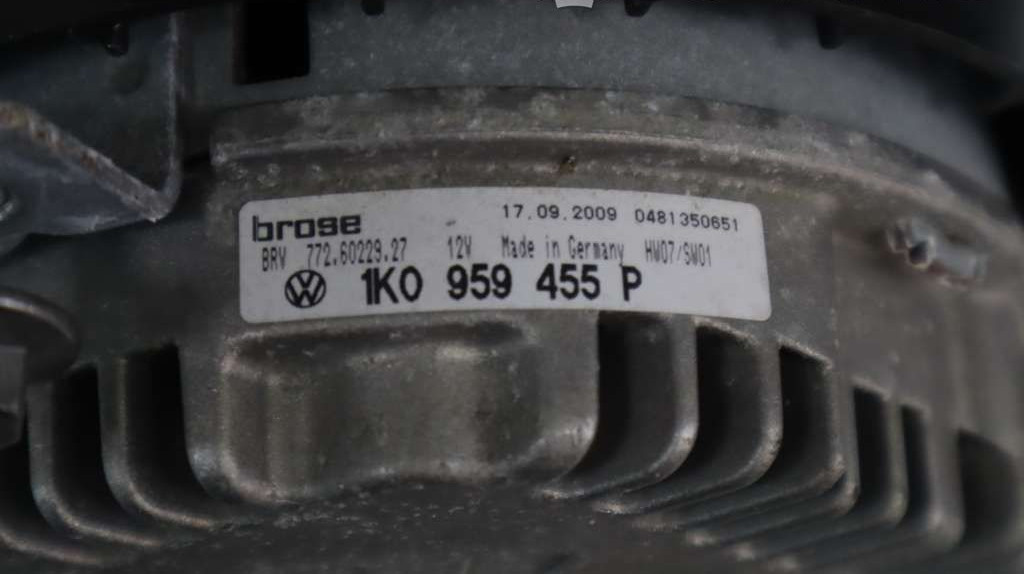 brose 17.09.2009 0481350651
BRV 772.60229.27 12V Made in Germany HW07/SW01
1K0 959 455 P